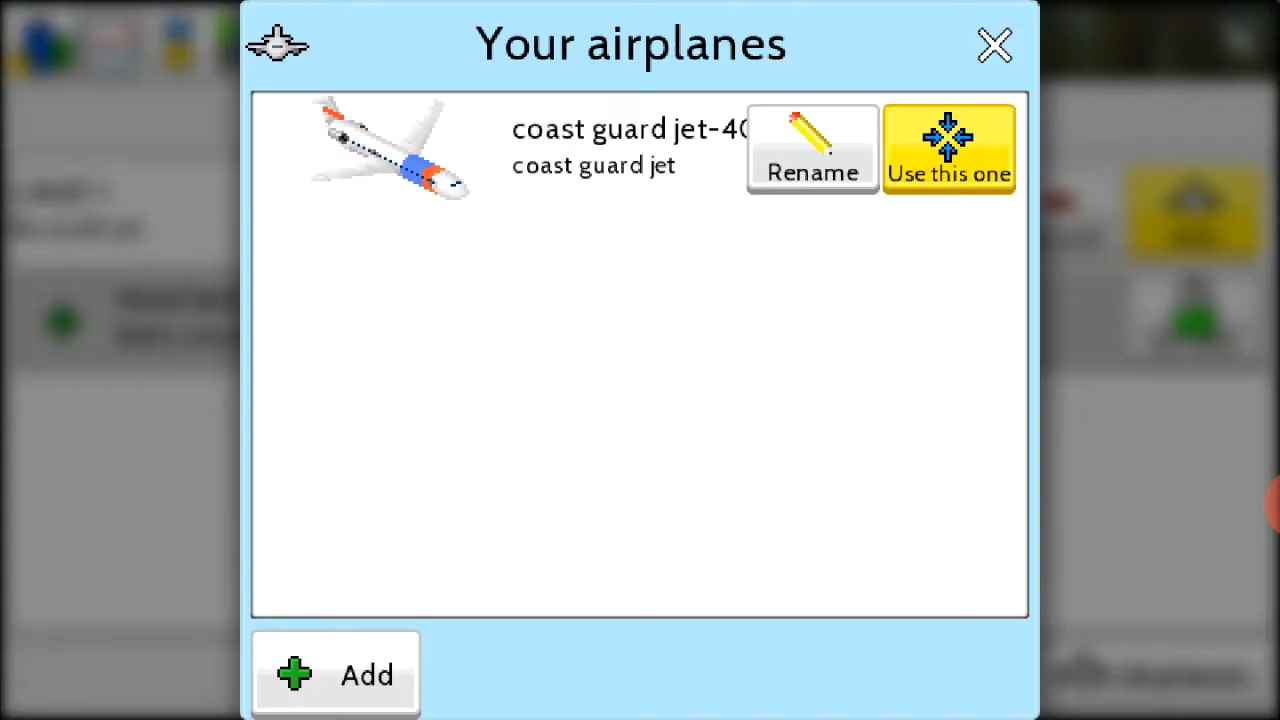 Your airplanes
coast guard jet-40
coast guard jet
Rename
Use this one
Add